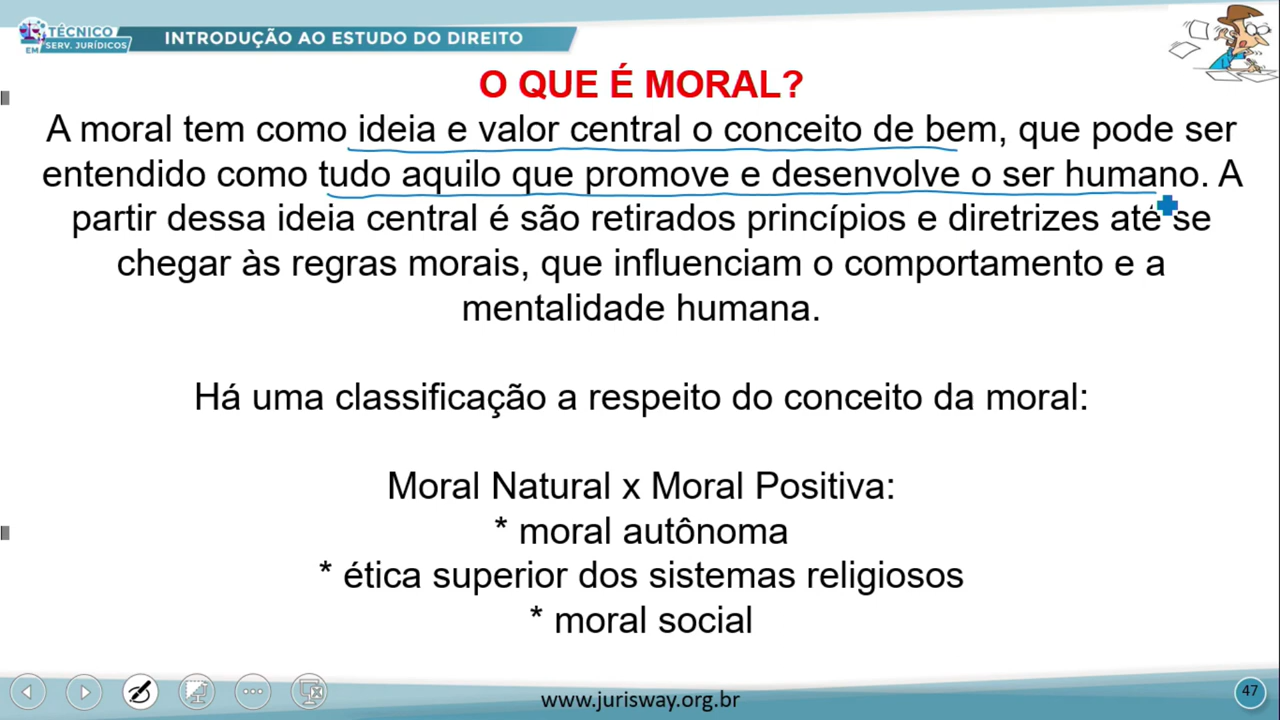 TÉCNICO
EM SERV. JURÍDICOS
INTRODUÇÃO AO ESTUDO DO DIREITO
O QUE É MORAL?
A moral tem como ideia e valor central o conceito de bem, que pode ser
entendido como tudo aquilo que promove e desenvolve o ser humano. A
partir dessa ideia central é são retirados princípios e diretrizes até se
chegar às regras morais, que influenciam o comportamento e a
mentalidade humana.
Há uma classificação a respeito do conceito da moral:
Moral Natural x Moral Positiva:
* moral autônoma
* ética superior dos sistemas religiosos
* moral social
www.jurisway.org.br
47